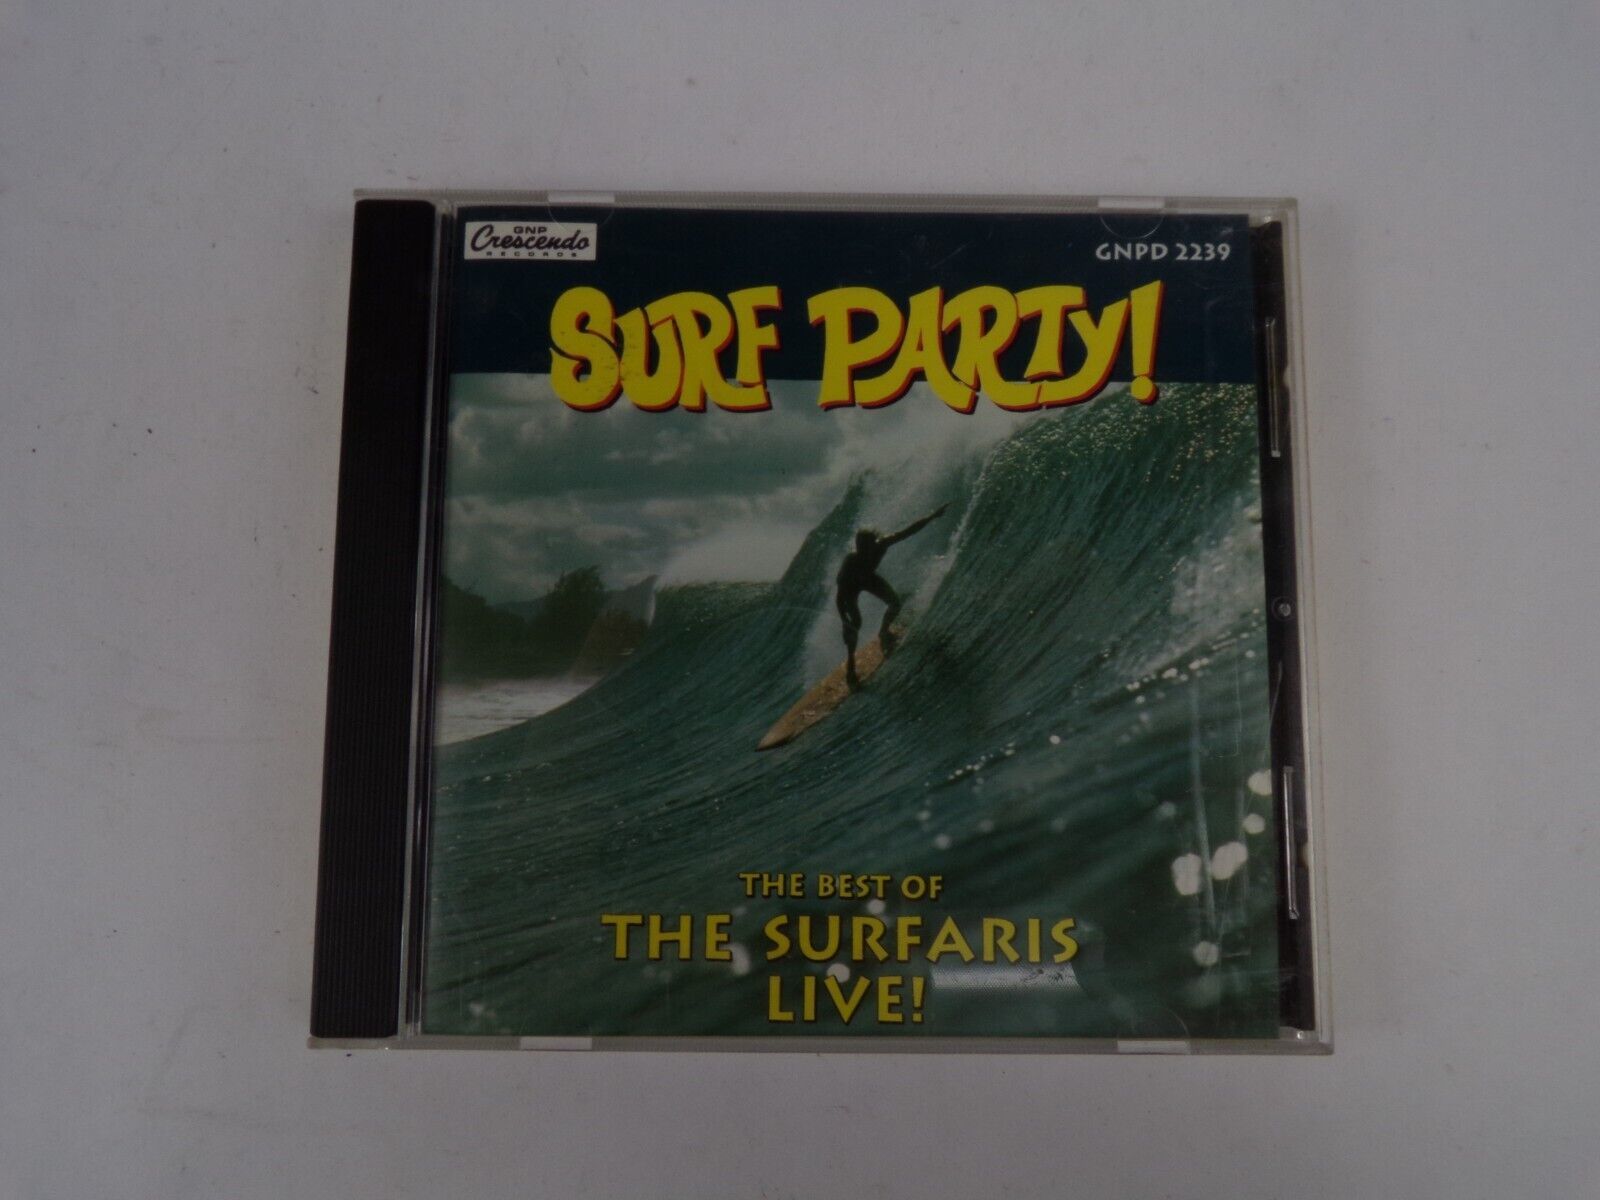 GNP
Crescendo
RECORDS
GNPD 2239
SURF PARTY!
THE BEST OF
THE SURFARIS
LIVE!